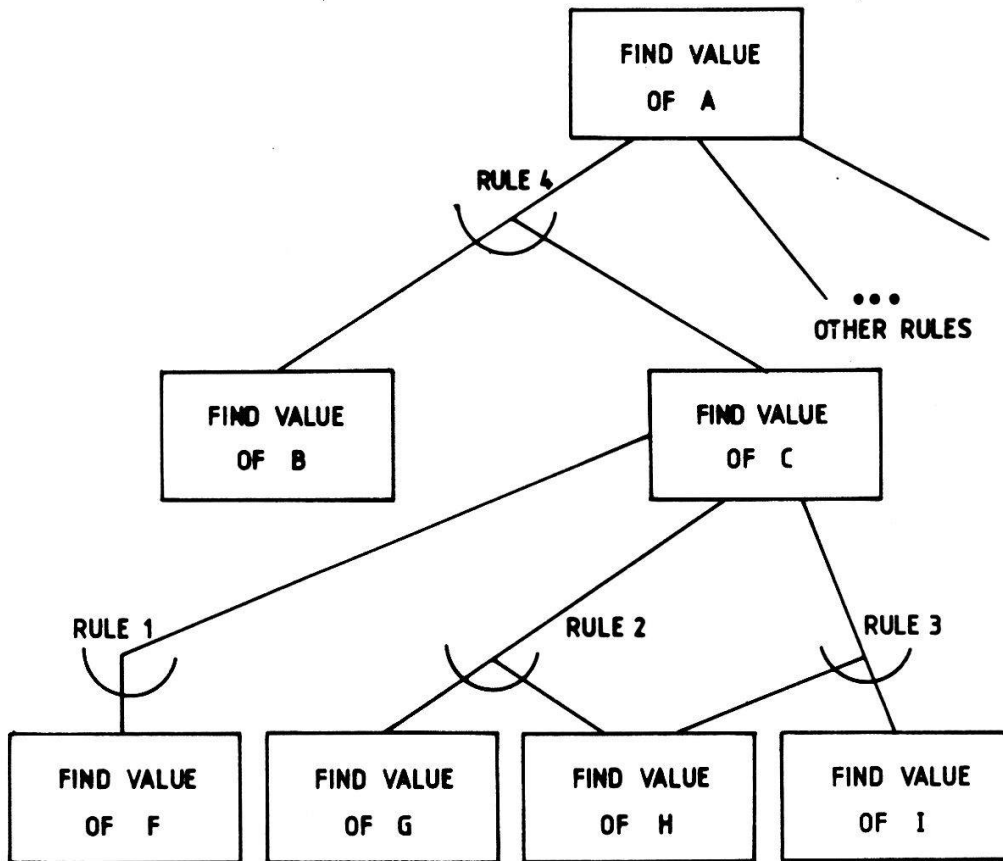 FIND VALUE
OF A
RULE 4
•••
OTHER RULES
FIND VALUE
OF B
FIND VALUE
OF C
RULE 1
RULE 2
RULE 3
FIND VALUE
OF F
FIND VALUE
OF G
FIND VALUE
OF H
FIND VALUE
OF I